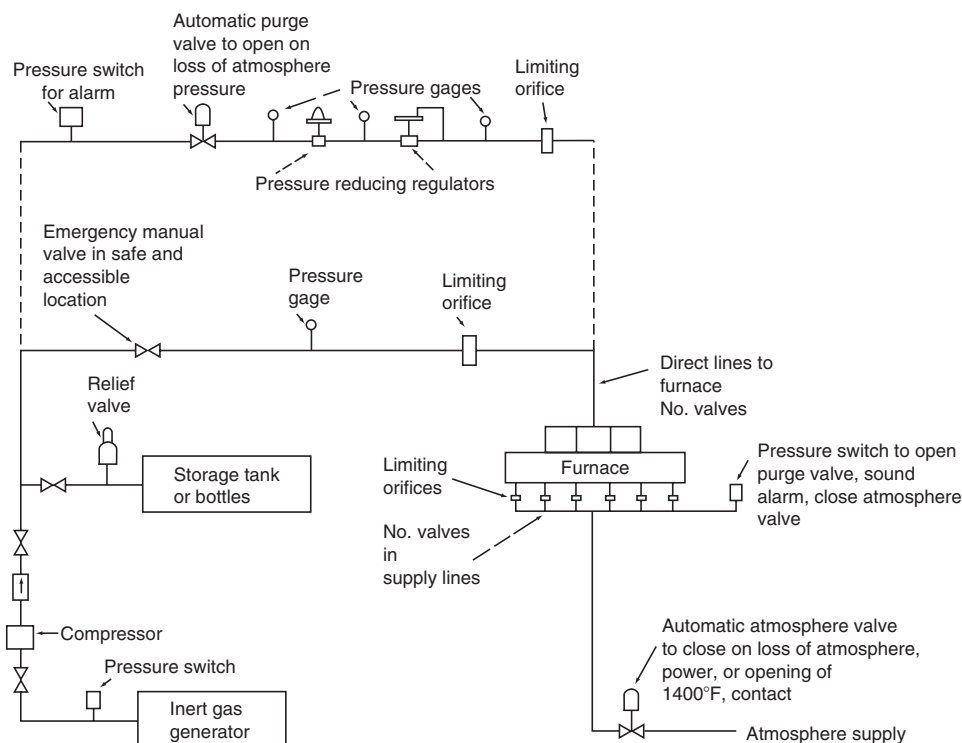 Automatic purge
valve to open on
loss of atmosphere
pressure
Pressure switch
for alarm
Pressure gages
Limiting
orifice
Pressure reducing regulators
Emergency manual
valve in safe and
accessible
location
Pressure
gage
Limiting
orifice
Direct lines to
furnace
No. valves
Relief
valve
Storage tank
or bottles
Furnace
Limiting
orifices
Pressure switch to open
purge valve, sound
alarm, close atmosphere
valve
No. valves
in
supply lines
Compressor
Pressure switch
Inert gas
generator
Automatic atmosphere valve
to close on loss of atmosphere,
power, or opening of
1400°F, contact
Atmosphere supply